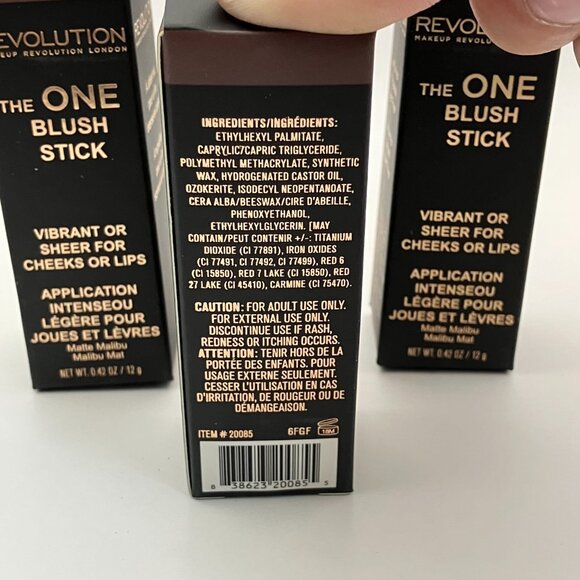 EVOLUTION
EUP REVOLUTION LONDON
THE ONE
BLUSH
STICK
VIBRANT OR
SHEER FOR
CHEEKS OR LIPS
APPLICATION
INTENSEOU
LÉGÈRE POUR
JOUES ET LÈVRES
Matte Malibu
Malibu Mat
NET WT. 0.42 OZ / 12 g
INGREDIENTS/INGRÉDIENTS:
ETHYLHEXYL PALMITATE,
CAPRYLIC/CAPRIC TRIGLYCERIDE,
POLYMETHYL METHACRYLATE, SYNTHETIC
WAX, HYDROGENATED CASTOR OIL,
OZOKERITE, ISODECYL NEOPENTANOATE,
CERA ALBA/BEESWAX/CIRE D'ABEILLE,
PHENOXYETHANOL,
ETHYLHEXYLGLYCERIN. [MAY
CONTAIN/PEUT CONTENIR +/-: TITANIUM
DIOXIDE (CI 77891), IRON OXIDES
(CI 77491, CI 77492, CI 77499), RED 6
(CI 15850), RED 7 LAKE (CI 15850), RED
27 LAKE (CI 45410), CARMINE (CI 75470).
CAUTION: FOR ADULT USE ONLY.
FOR EXTERNAL USE ONLY.
DISCONTINUE USE IF RASH,
REDNESS OR ITCHING OCCURS.
ATTENTION: TENIR HORS DE LA
PORTÉE DES ENFANTS. POUR
USAGE EXTERNE SEULEMENT.
CESSER L'UTILISATION EN CAS
D'IRRITATION, DE ROUGEUR OU DE
DÉMANGEAISON.
ITEM # 20085 6FGF 18M
8 38623 20085 5
REVOL
MAKEUP REVOLUT
THE ONE
BLUSH
STICK
VIBRANT OR
SHEER FOR
CHEEKS OR LIPS
APPLICATION
INTENSEOU
LÉGÈRE POUR
JOUES ET LÈVRES
Matte Malibu
Malibu Mat
NET WT. 0.42 OZ / 12 g